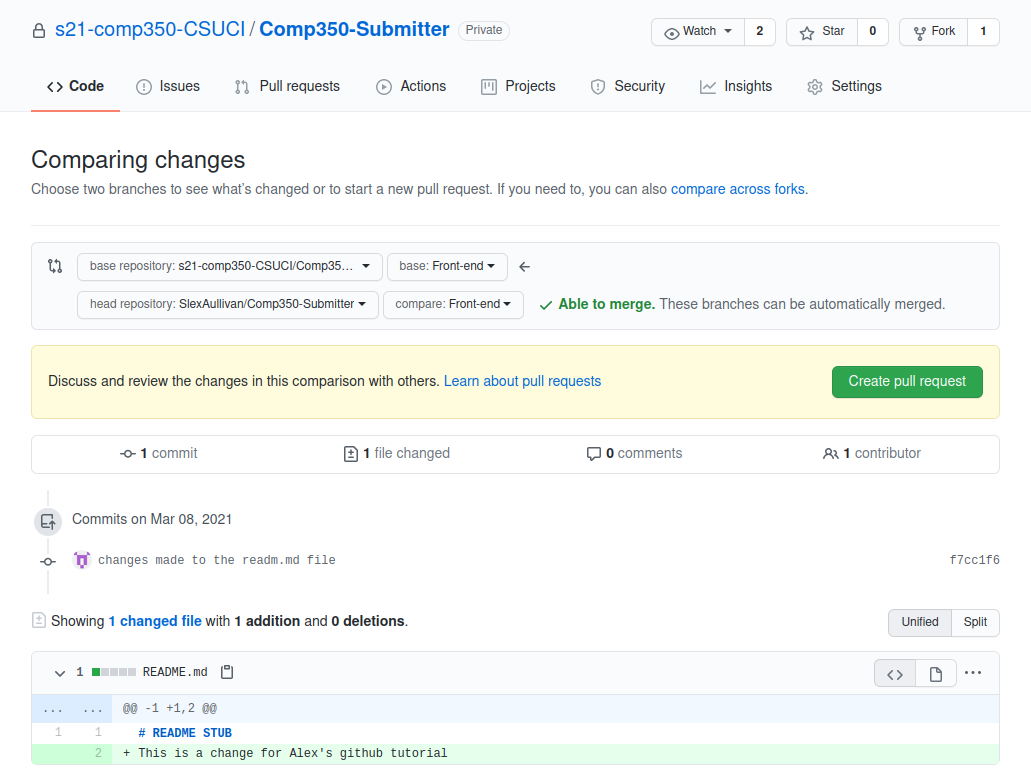 s21-comp350-CSUCI / Comp350-Submitter Private Watch 2 Star 0 Fork 1
Code Issues Pull requests Actions Projects Security Insights Settings
Comparing changes
Choose two branches to see what's changed or to start a new pull request. If you need to, you can also compare across forks.
base repository: s21-comp350-CSUCI/Comp35... base: Front-end
head repository: SlexAullivan/Comp350-Submitter compare: Front-end Able to merge. These branches can be automatically merged.
Discuss and review the changes in this comparison with others. Learn about pull requests Create pull request
1 commit 1 file changed 0 comments 1 contributor
Commits on Mar 08, 2021
changes made to the readm.md file f7cc1f6
Showing 1 changed file with 1 addition and 0 deletions. Unified Split
1 README.md ...
... ... @@ -1 +1,2 @@
1 1 # README STUB
2 + This is a change for Alex's github tutorial